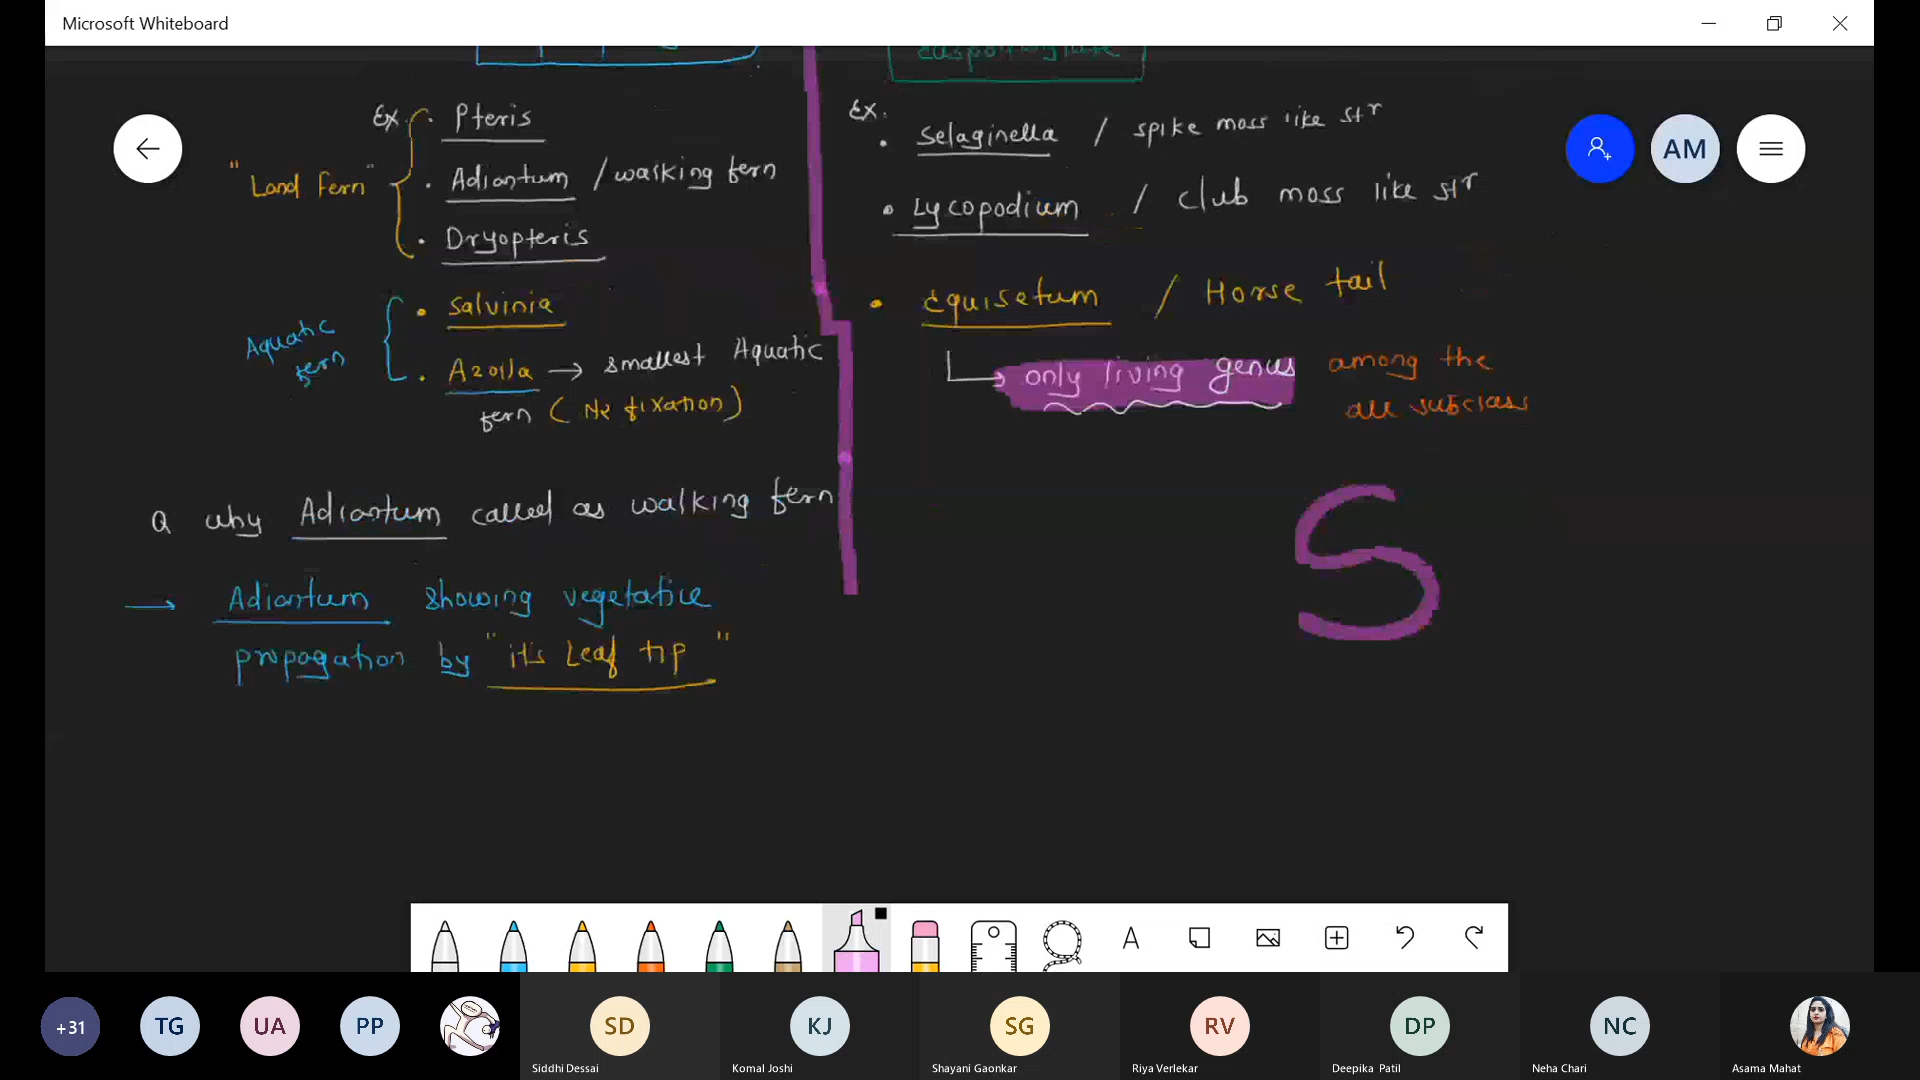 Microsoft Whiteboard
Ex. Pteris
"Land Fern"
Adiantum / walking fern
Dryopteris
Aquatic fern
Salvinia
Azolla → smallest Aquatic
fern (N2 fixation)
Q why Adiantum called as walking fern
→ Adiantum showing vegetative
propagation by "it's Leaf tip"
Ex.
Selaginella / spike moss like str
Lycopodium / club moss like str
Equisetum / Horse tail
only living genus among the
all subclass
S
AM
A
+31
TG
UA
PP
SD
KJ
SG
RV
DP
NC
Siddhi Dessai
Komal Joshi
Shayani Gaonkar
Riya Verlekar
Deepika Patil
Neha Chari
Asama Mahat